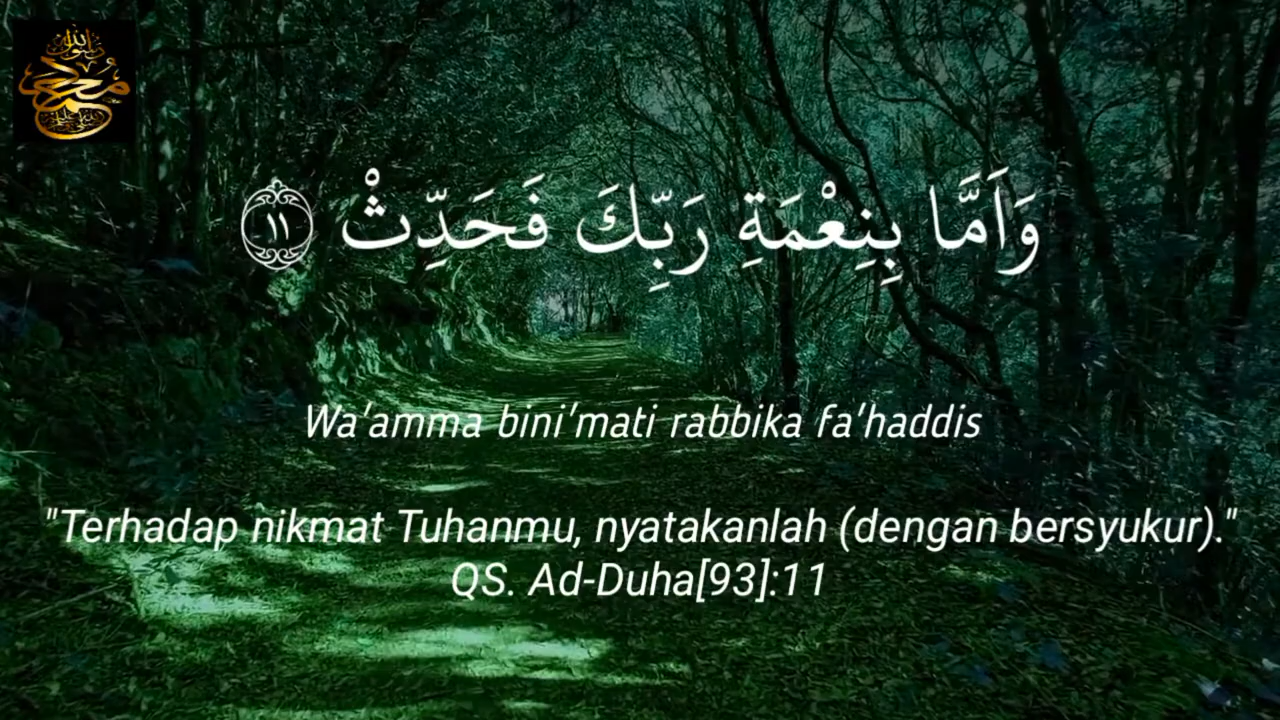 وَاَمَّا بِنِعْمَةِ رَبِّكَ فَحَدِّثْ ١١
Wa'amma bini'mati rabbika fa'haddis
"Terhadap nikmat Tuhanmu, nyatakanlah (dengan bersyukur)."
QS. Ad-Duha[93]:11